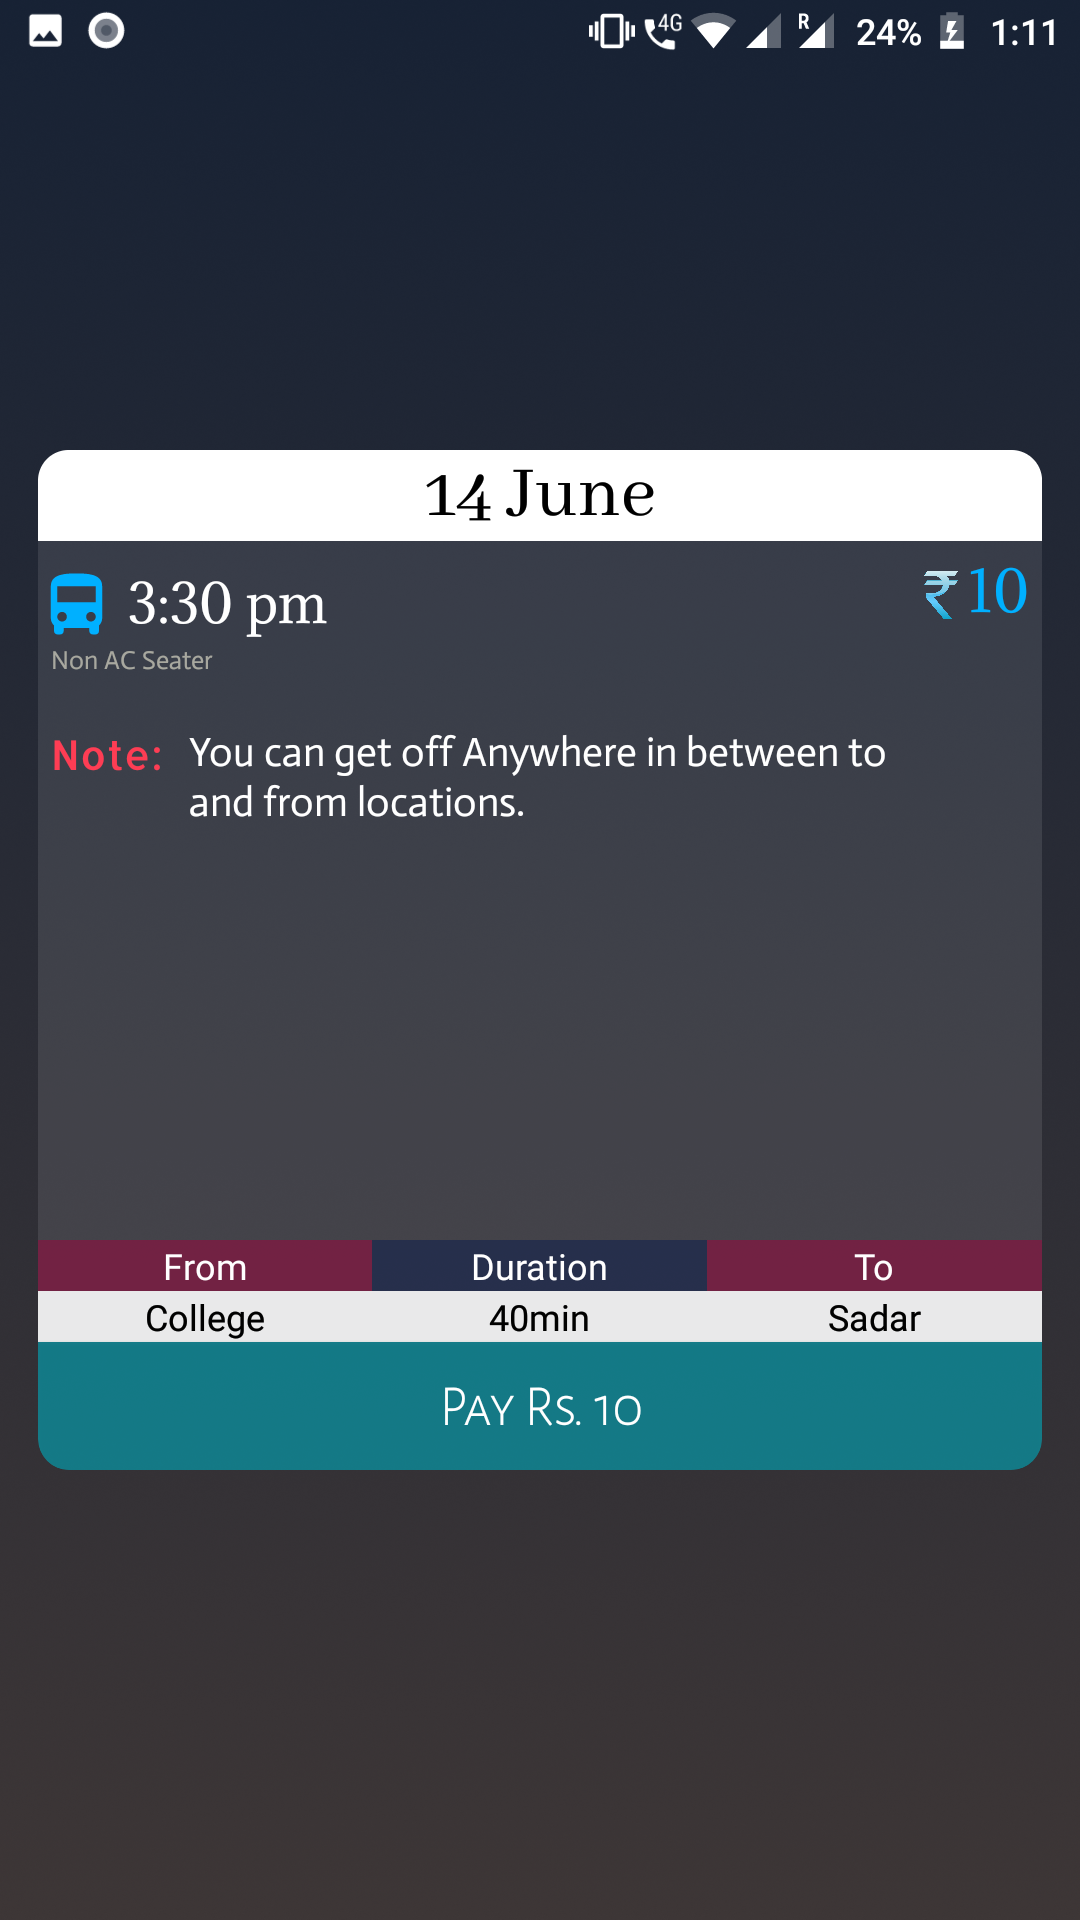 4G R 24% 1:11
14 June
3:30 pm ₹10
Non AC Seater
Note: You can get off Anywhere in between to
and from locations.
From Duration To
College 40min Sadar
Pay Rs. 10